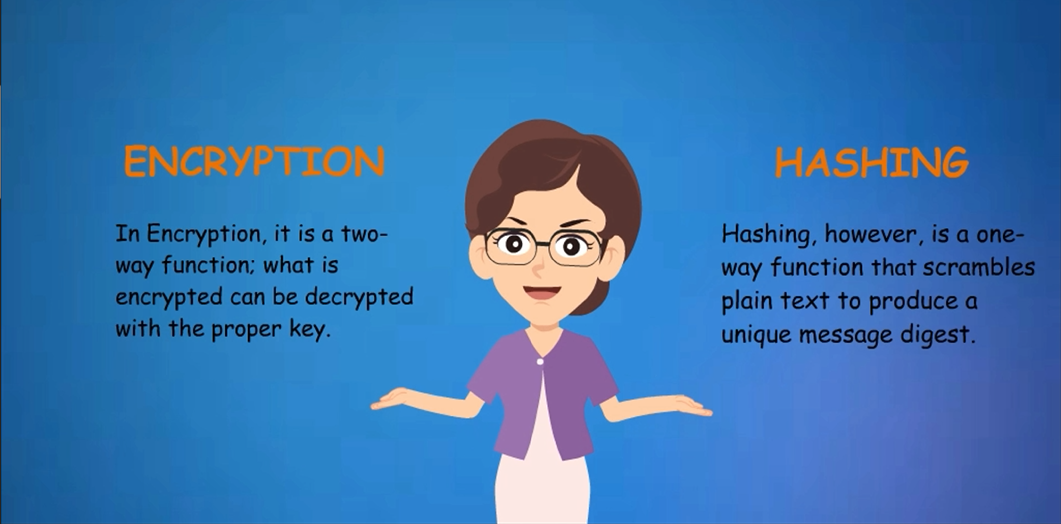 ENCRYPTION
In Encryption, it is a two-
way function; what is
encrypted can be decrypted
with the proper key.
HASHING
Hashing, however, is a one-
way function that scrambles
plain text to produce a
unique message digest.